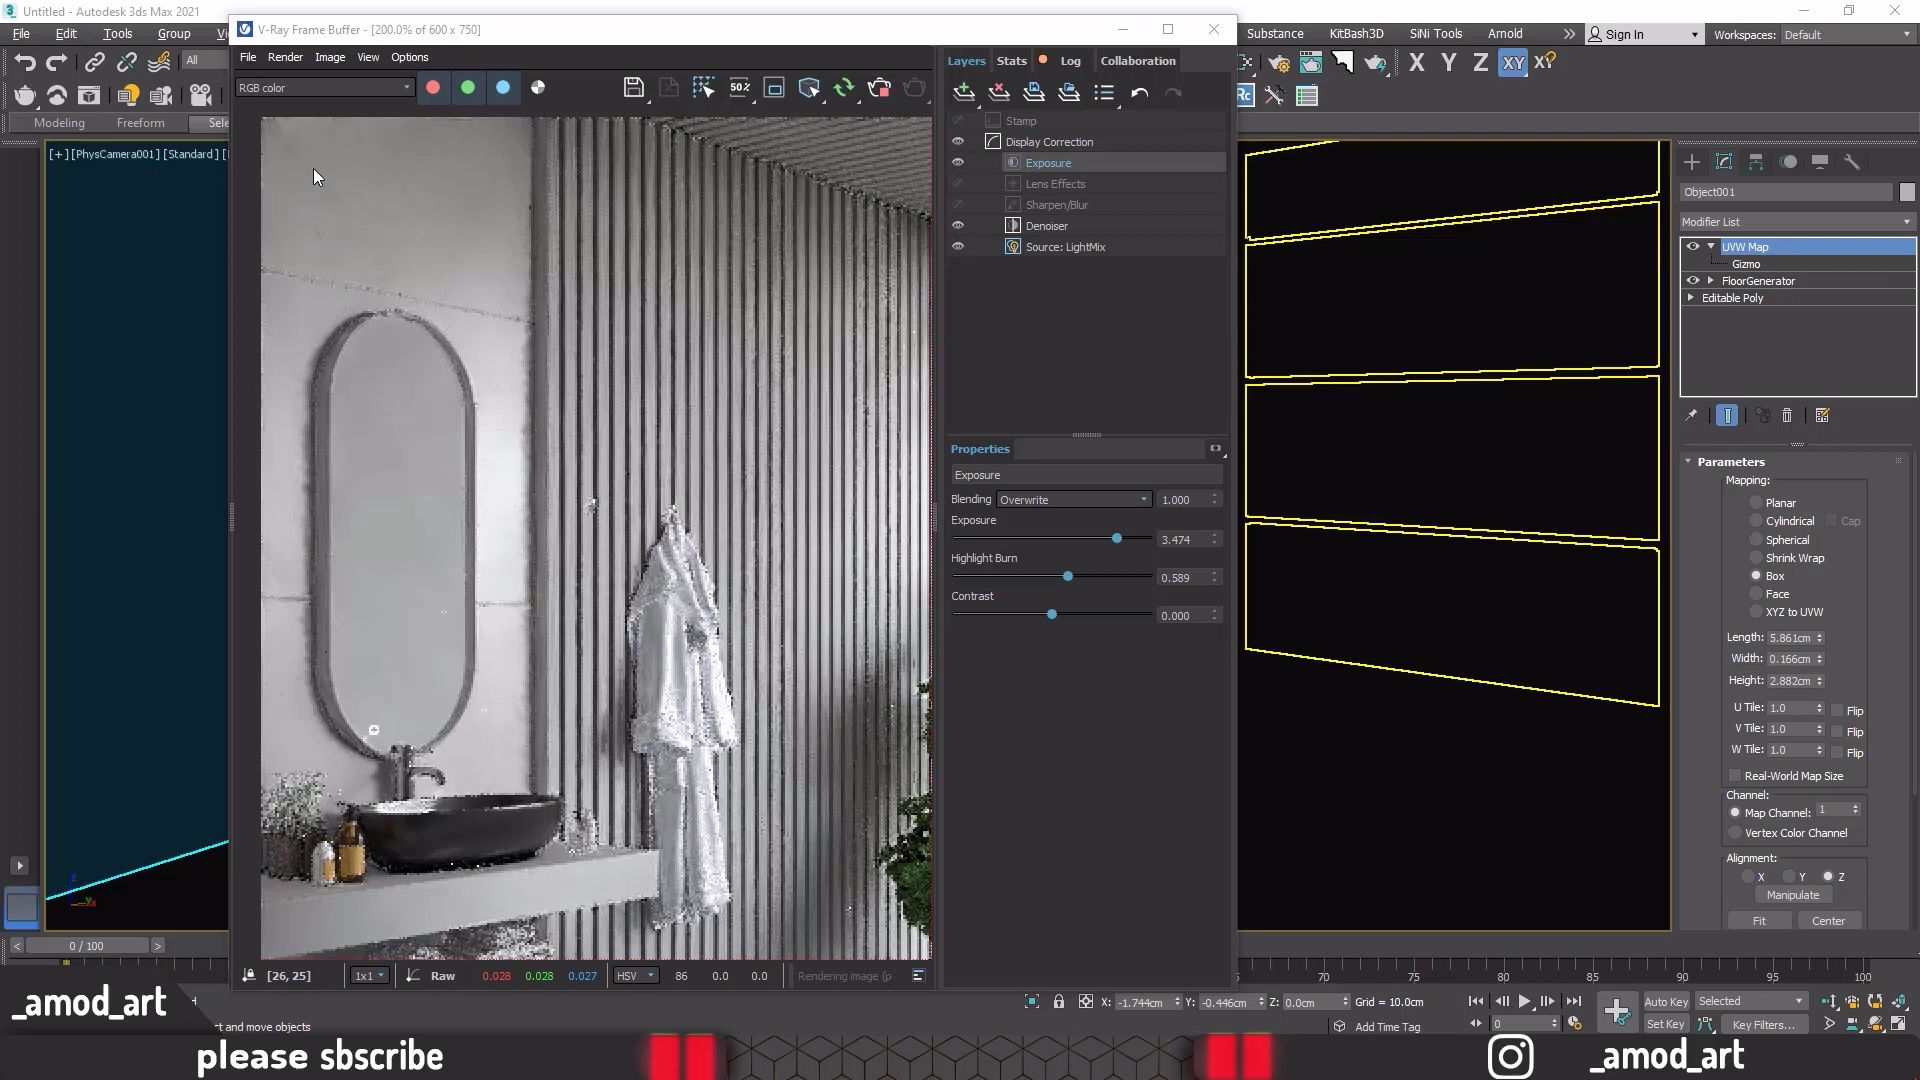 Untitled - Autodesk 3ds Max 2021
File Edit Tools Group
V-Ray Frame Buffer - [200.0% of 600 x 750]
File Render Image View Options
RGB color
50%
Layers Stats Log Collaboration
Stamp
Display Correction
Exposure
Lens Effects
Sharpen/Blur
Denoiser
Source: LightMix
Properties
Exposure
Blending Overwrite 1.000
Exposure
3.474
Highlight Burn
0.589
Contrast
0.000
[26, 25] 1x1 Raw 0.028 0.028 0.027 HSV 86 0.0 0.0 Rendering image (p
Substance KitBash3D SiNi Tools Arnold » Sign In Workspaces: Default
X Y Z XY
All
Modeling Freeform Sele
[+] [PhysCamera001] [Standard] [
Object001
Modifier List
UVW Map
Gizmo
FloorGenerator
Editable Poly
Parameters
Mapping:
Planar
Cylindrical Cap
Spherical
Shrink Wrap
Box
Face
XYZ to UVW
Length: 5.861cm
Width: 0.166cm
Height: 2.882cm
U Tile: 1.0 Flip
V Tile: 1.0 Flip
W Tile: 1.0 Flip
Real-World Map Size
Channel:
Map Channel: 1
Vertex Color Channel
Alignment:
X Y Z
Manipulate
Fit Center
< 0 / 100 >
70 75 80 85 90 95 100
X: -1.744cm Y: -0.446cm Z: 0.0cm Grid = 10.0cm
Add Time Tag
Auto Key Selected
Set Key Key Filters...
0
ct and move objects
_amod_art
please sbscribe
_amod_art